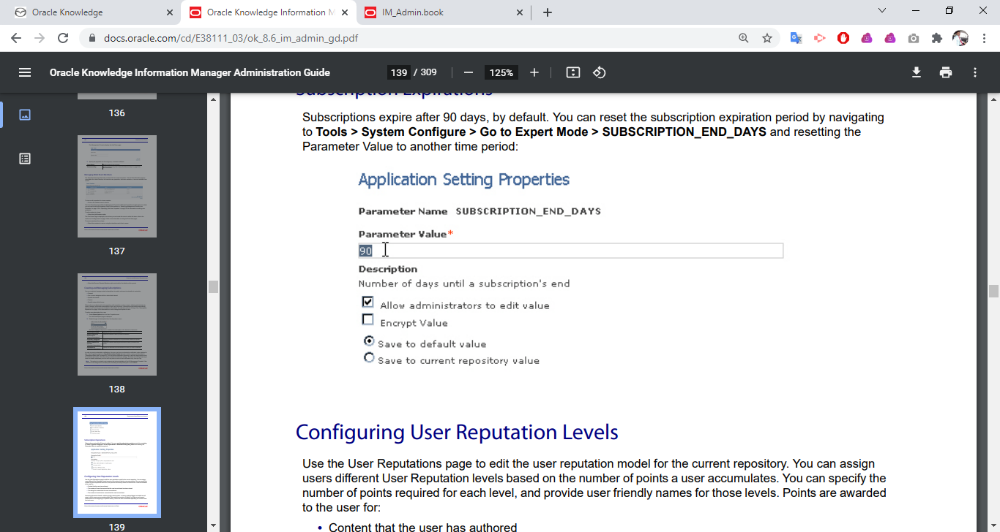 Oracle Knowledge
Oracle Knowledge Information M
IM_Admin.book
docs.oracle.com/cd/E38111_03/ok_8.6_im_admin_gd.pdf
Oracle Knowledge Information Manager Administration Guide
139 / 309
125%
136
137
138
139
Subscription Expirations
Subscriptions expire after 90 days, by default. You can reset the subscription expiration period by navigating
to Tools > System Configure > Go to Expert Mode > SUBSCRIPTION_END_DAYS and resetting the
Parameter Value to another time period:
Application Setting Properties
Parameter Name SUBSCRIPTION_END_DAYS
Parameter Value*
90
Description
Number of days until a subscription's end
Allow administrators to edit value
Encrypt Value
Save to default value
Save to current repository value
Configuring User Reputation Levels
Use the User Reputations page to edit the user reputation model for the current repository. You can assign
users different User Reputation levels based on the number of points a user accumulates. You can specify the
number of points required for each level, and provide user friendly names for those levels. Points are awarded
to the user for:
• Content that the user has authored